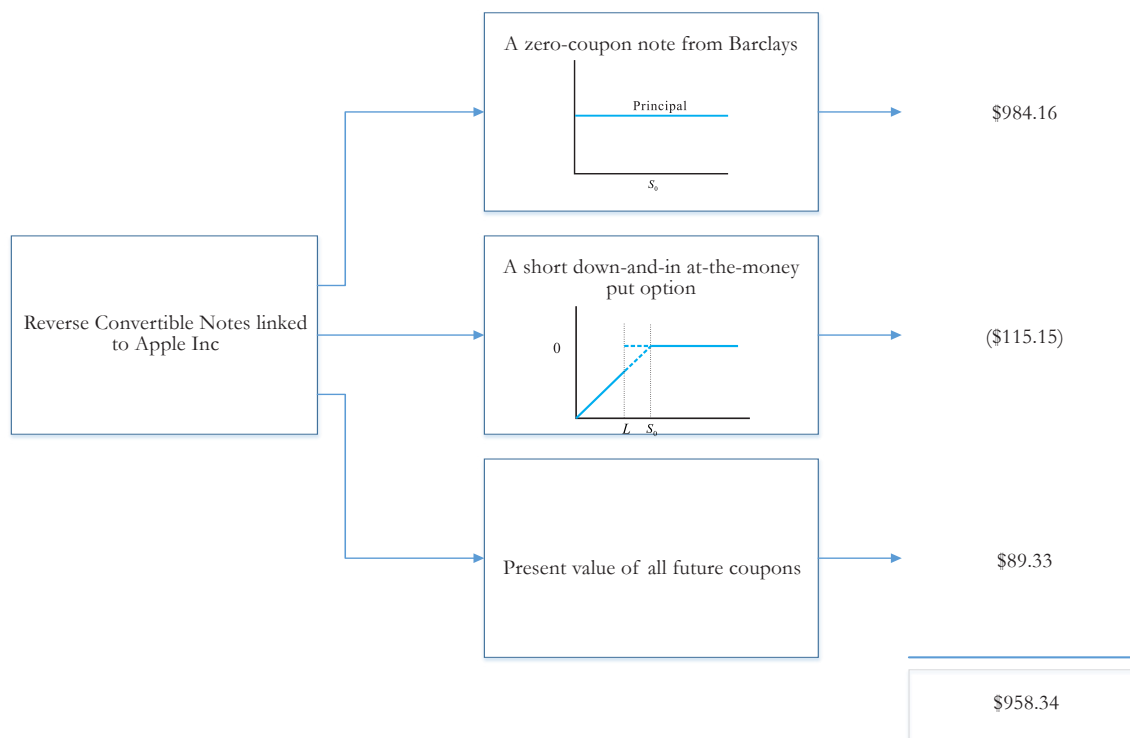 A zero-coupon note from Barclays
Principal
S₀
$984.16
Reverse Convertible Notes linked
to Apple Inc
A short down-and-in at-the-money
put option
0
L S₀
($115.15)
Present value of all future coupons
$89.33
$958.34